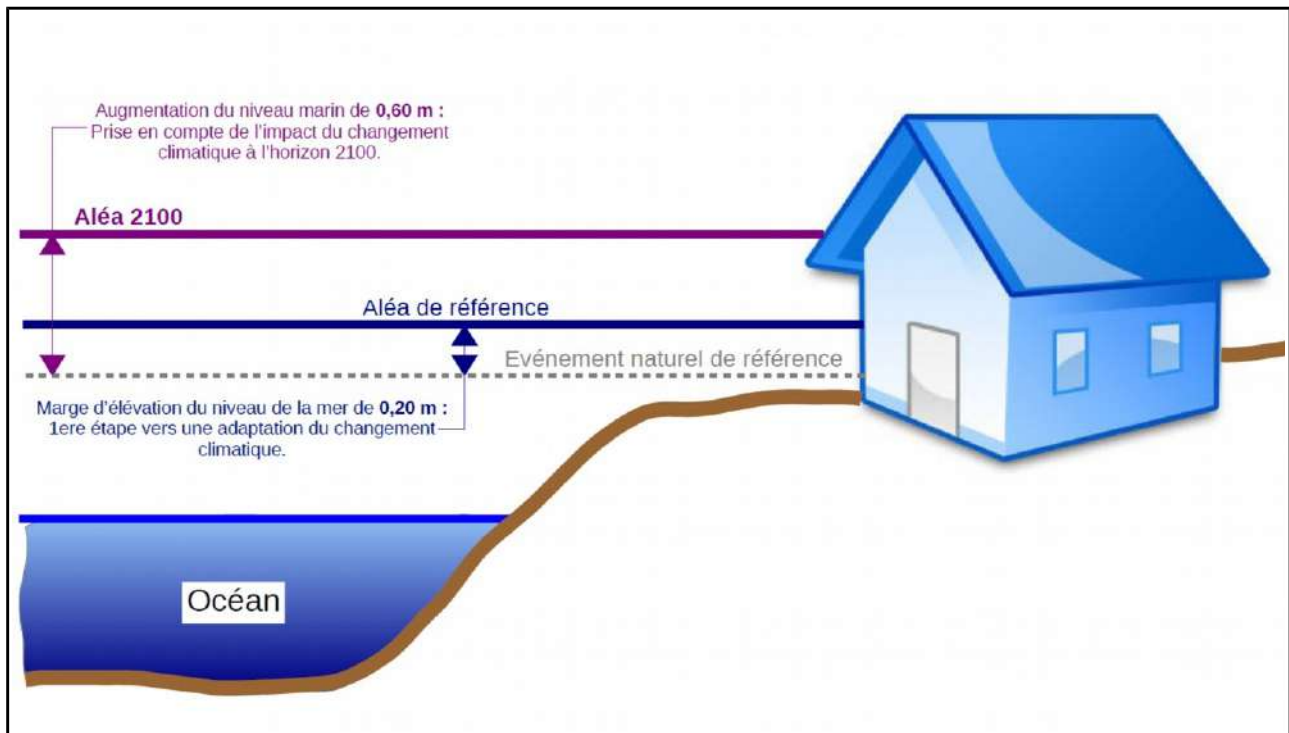 Augmentation du niveau marin de 0,60 m :
Prise en compte de l'impact du changement
climatique à l'horizon 2100.
Aléa 2100
Aléa de référence
Evénement naturel de référence
Marge d'élévation du niveau de la mer de 0,20 m :
1ere étape vers une adaptation du changement
climatique.
Océan